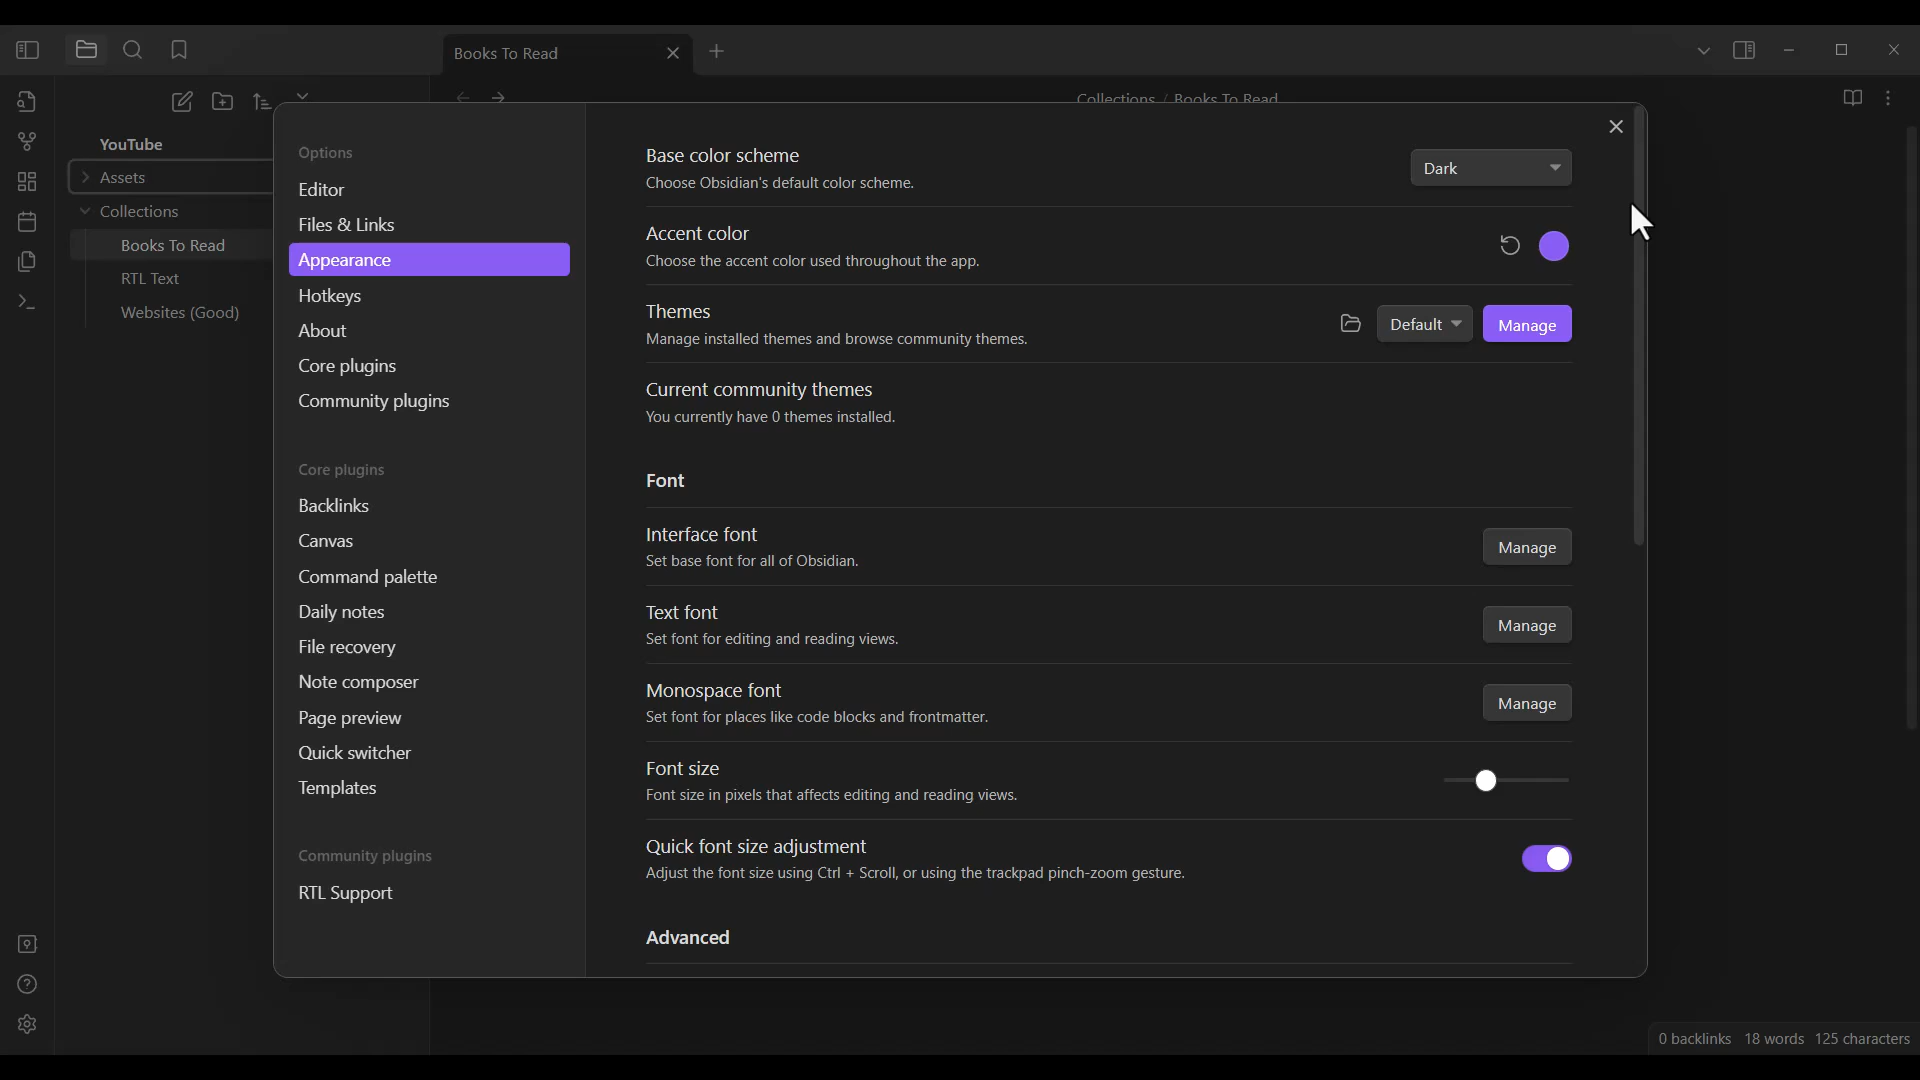 Books To Read
Collections / Books To Read
YouTube
Assets
Collections
Books To Read
RTL Text
Websites (Good)
Options
Editor
Files & Links
Appearance
Hotkeys
About
Core plugins
Community plugins
Core plugins
Backlinks
Canvas
Command palette
Daily notes
File recovery
Note composer
Page preview
Quick switcher
Templates
Community plugins
RTL Support
Base color scheme
Choose Obsidian's default color scheme.
Dark
Accent color
Choose the accent color used throughout the app.
Themes
Manage installed themes and browse community themes.
Default
Manage
Current community themes
You currently have 0 themes installed.
Font
Interface font
Set base font for all of Obsidian.
Manage
Text font
Set font for editing and reading views.
Manage
Monospace font
Set font for places like code blocks and frontmatter.
Manage
Font size
Font size in pixels that affects editing and reading views.
Quick font size adjustment
Adjust the font size using Ctrl + Scroll, or using the trackpad pinch-zoom gesture.
Advanced
0 backlinks 18 words 125 characters